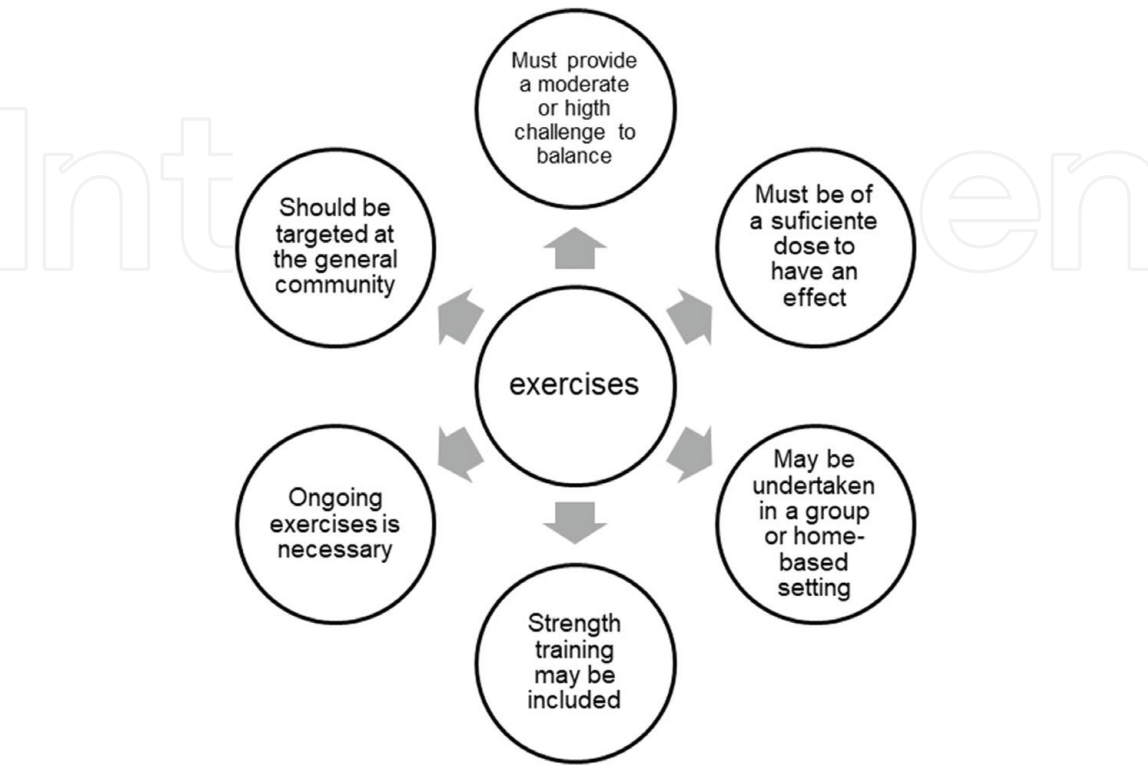 Must provide
a moderate
or higth
challenge to
balance
Must be of
a suficiente
dose to
have an
effect
May be
undertaken
in a group
or home-
based
setting
Strength
training
may be
included
Ongoing
exercises is
necessary
Should be
targeted at
the general
community
exercises
Int
en